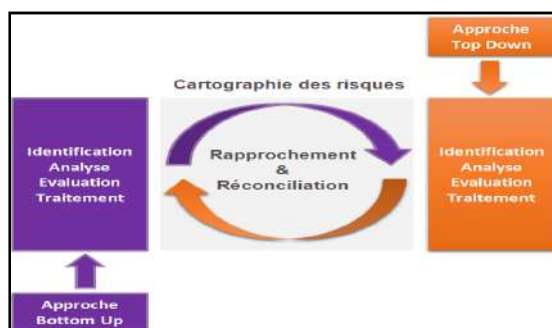 Approche
Top Down
Cartographie des risques
Identification
Analyse
Evaluation
Traitement
Rapprochement
&
Réconciliation
Identification
Analyse
Evaluation
Traitement
Approche
Bottom Up